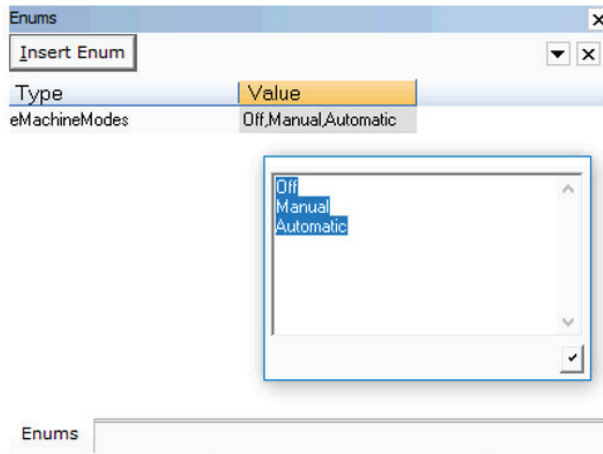 Enums
Insert Enum
Type Value
eMachineModes Off,Manual,Automatic
Off
Manual
Automatic
Enums